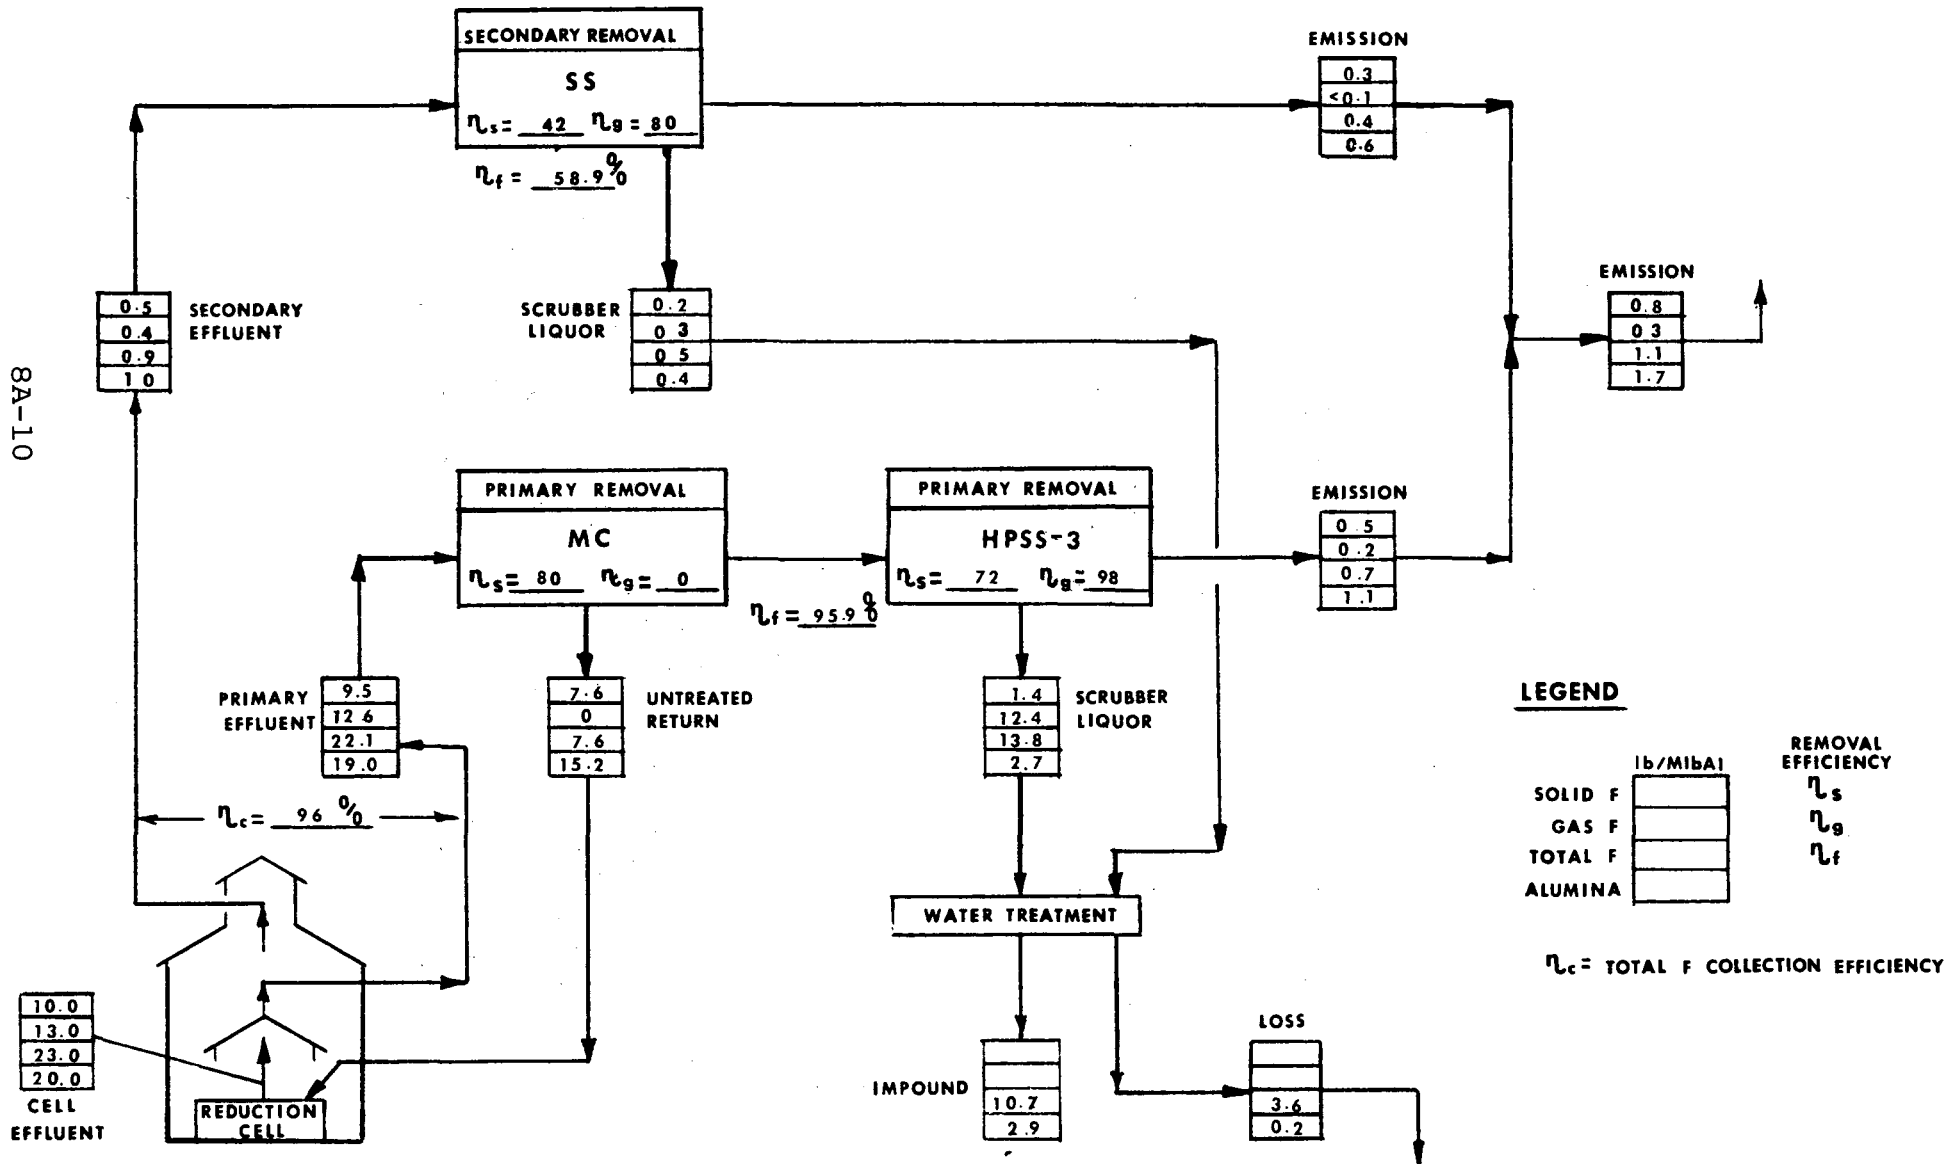 SECONDARY REMOVAL
SS
ηs= 42 ηg= 80
ηf= 58.9%
EMISSION
0.3
<0.1
0.4
0.6
EMISSION
0.8
0 3
1.1
1.7
0.5
0.4
0.9
1 0
SECONDARY
EFFLUENT
SCRUBBER
LIQUOR
0.2
0 3
0 5
0.4
8A-10
PRIMARY REMOVAL
MC
ηs= 80 ηg= 0
ηf= 95.9%
PRIMARY REMOVAL
HPSS-3
ηs= 72 ηg= 98
EMISSION
0 5
0.2
0.7
1.1
PRIMARY
EFFLUENT
9.5
12 6
22.1
19.0
7.6
0
7.6
15.2
UNTREATED
RETURN
1.4
12.4
13.8
2.7
SCRUBBER
LIQUOR
ηc= 96 %
LEGEND
lb/MlbAl
REMOVAL
EFFICIENCY
SOLID F ηs
GAS F ηg
TOTAL F ηf
ALUMINA
ηc= TOTAL F COLLECTION EFFICIENCY
WATER TREATMENT
10.0
13.0
23.0
20.0
CELL
EFFLUENT
REDUCTION
CELL
IMPOUND
10.7
2.9
LOSS
3.6
0.2